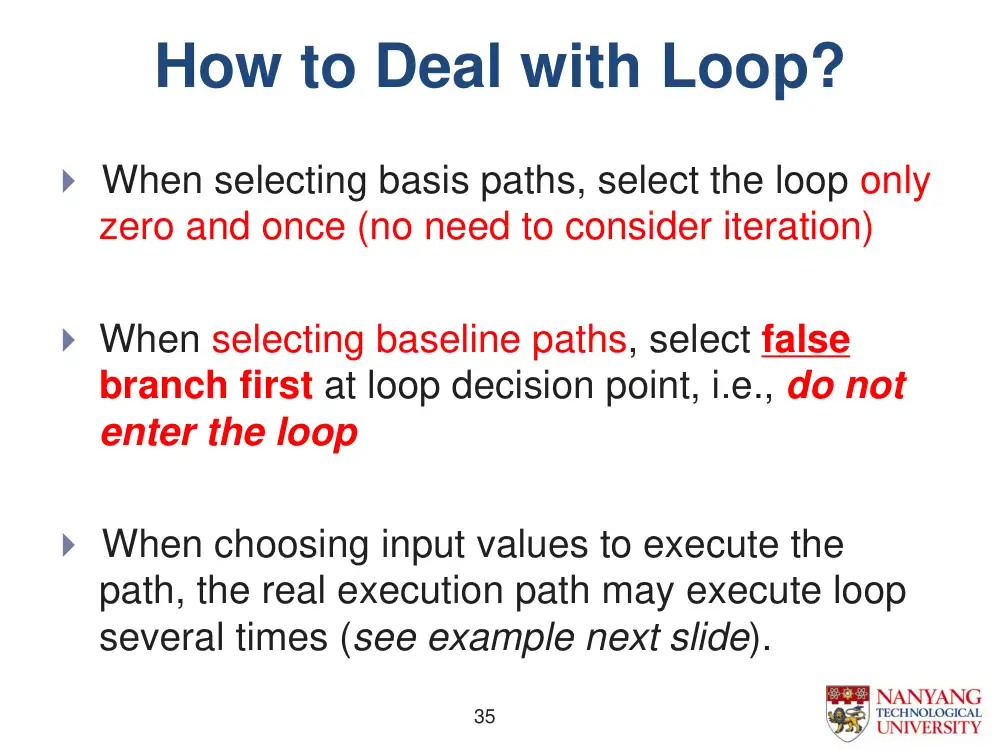 How to Deal with Loop?
When selecting basis paths, select the loop only
zero and once (no need to consider iteration)
When selecting baseline paths, select false
branch first at loop decision point, i.e., do not
enter the loop
When choosing input values to execute the
path, the real execution path may execute loop
several times (see example next slide).
35
NANYANG
TECHNOLOGICAL
UNIVERSITY